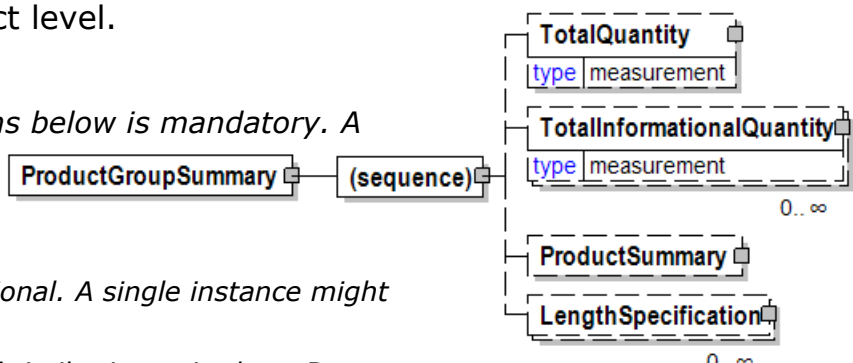 ct level.
TotalQuantity
type measurement
ns below is mandatory. A
TotalInformationalQuantity
type measurement
0.. ∞
ProductGroupSummary
(sequence)
ProductSummary
ional. A single instance might
LengthSpecification
0.. ∞